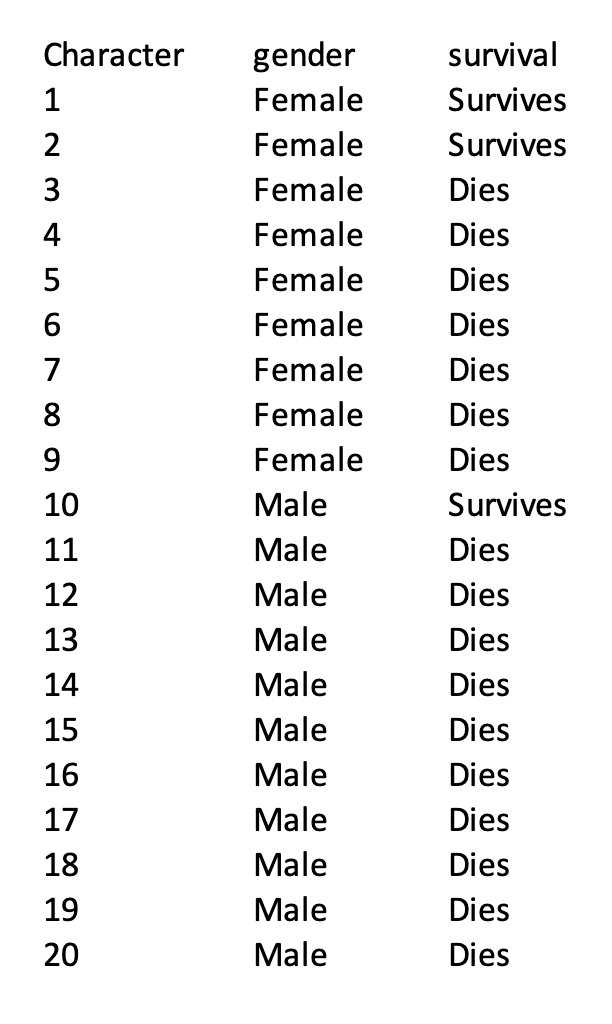 Character gender survival
1 Female Survives
2 Female Survives
3 Female Dies
4 Female Dies
5 Female Dies
6 Female Dies
7 Female Dies
8 Female Dies
9 Female Dies
10 Male Survives
11 Male Dies
12 Male Dies
13 Male Dies
14 Male Dies
15 Male Dies
16 Male Dies
17 Male Dies
18 Male Dies
19 Male Dies
20 Male Dies